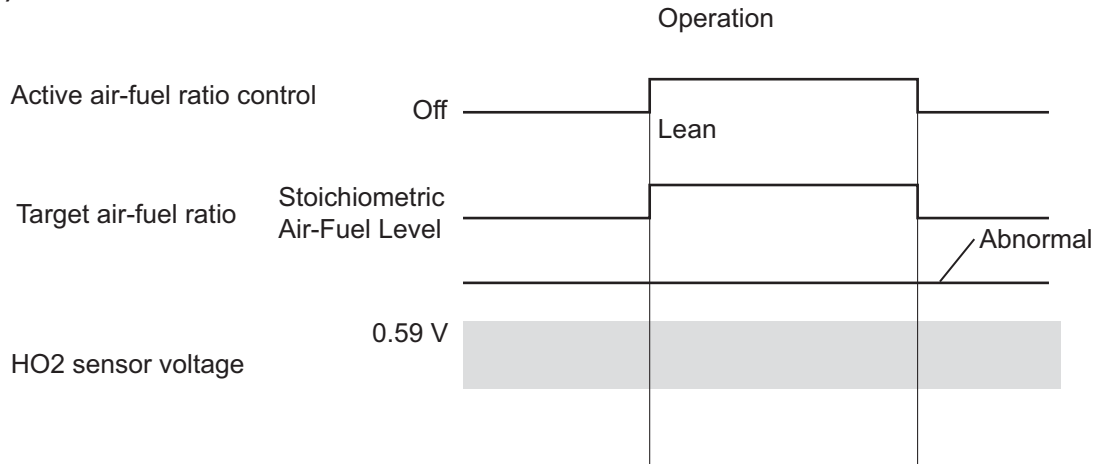 )
Operation
Active air-fuel ratio control
Off
Lean
Target air-fuel ratio
Stoichiometric
Air-Fuel Level
Abnormal
0.59 V
HO2 sensor voltage